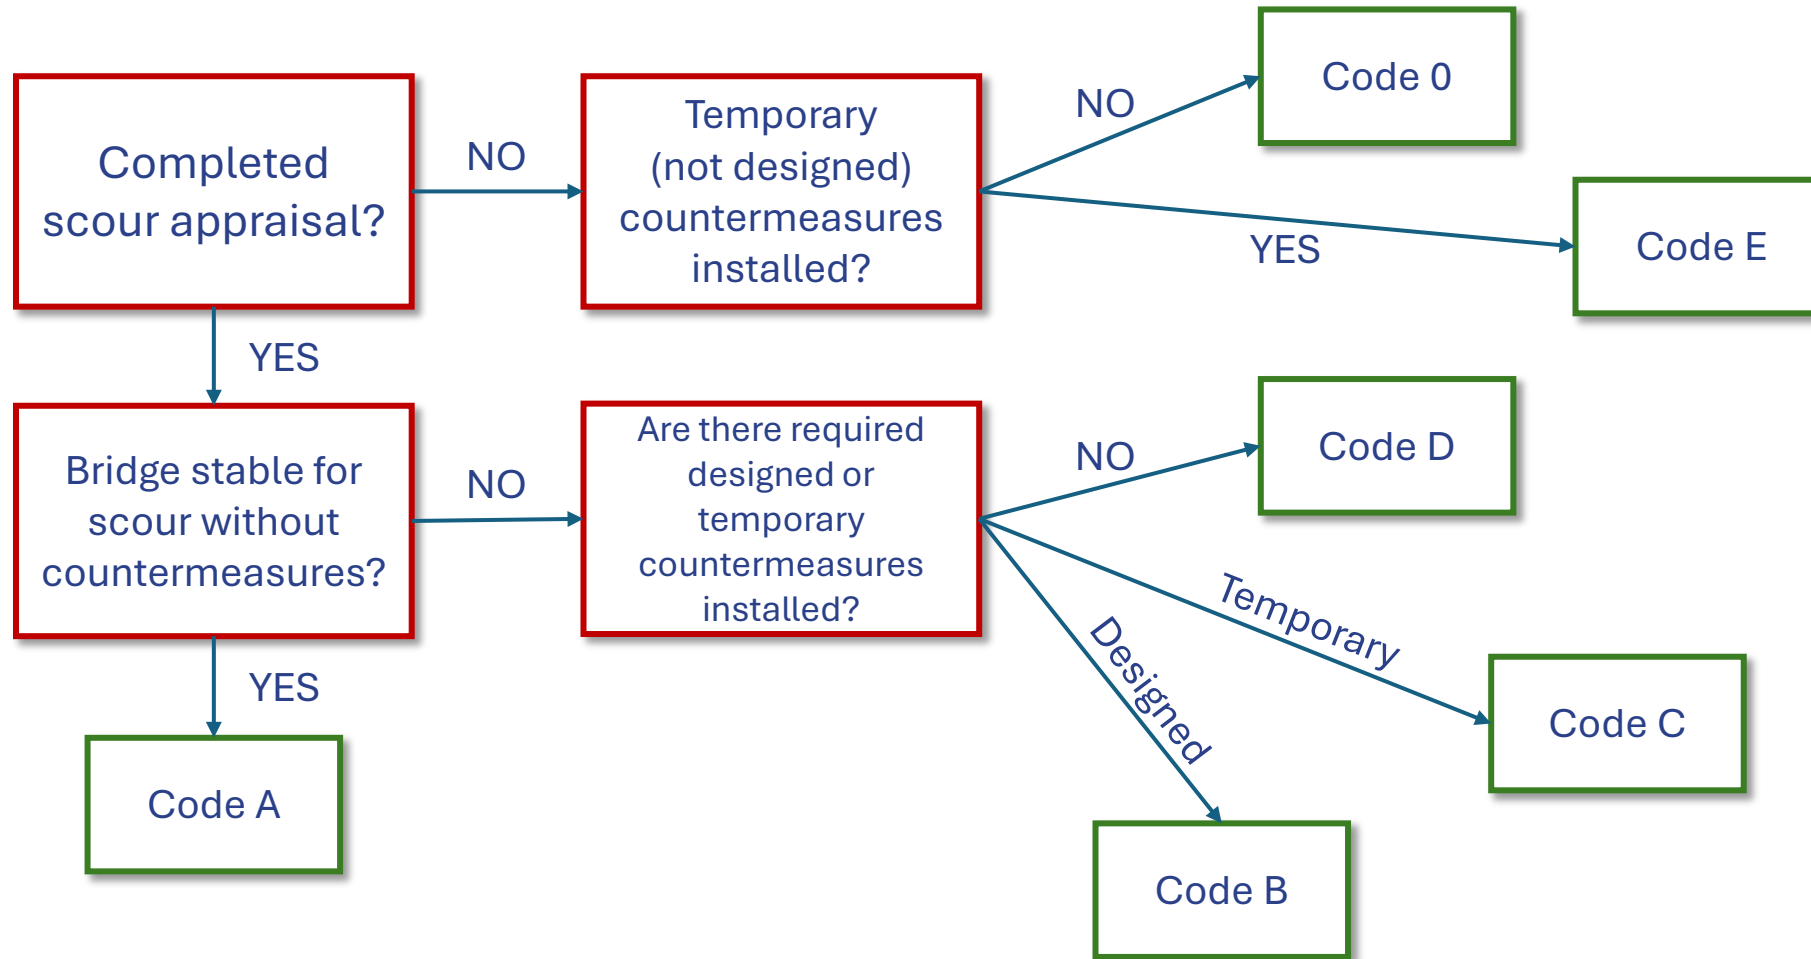 Completed
scour appraisal?
NO
Temporary
(not designed)
countermeasures
installed?
NO
Code 0
YES
Code E
YES
Bridge stable for
scour without
countermeasures?
NO
Are there required
designed or
temporary
countermeasures
installed?
NO
Code D
Temporary
Code C
Designed
Code B
YES
Code A